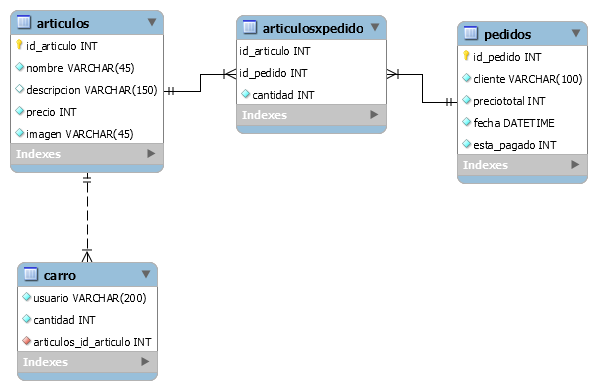 articulos
id_articulo INT
nombre VARCHAR(45)
descripcion VARCHAR(150)
precio INT
imagen VARCHAR(45)
Indexes
articulosxpedido
id_articulo INT
id_pedido INT
cantidad INT
Indexes
pedidos
id_pedido INT
cliente VARCHAR(100)
preciototal INT
fecha DATETIME
esta_pagado INT
Indexes
carro
usuario VARCHAR(200)
cantidad INT
articulos_id_articulo INT
Indexes